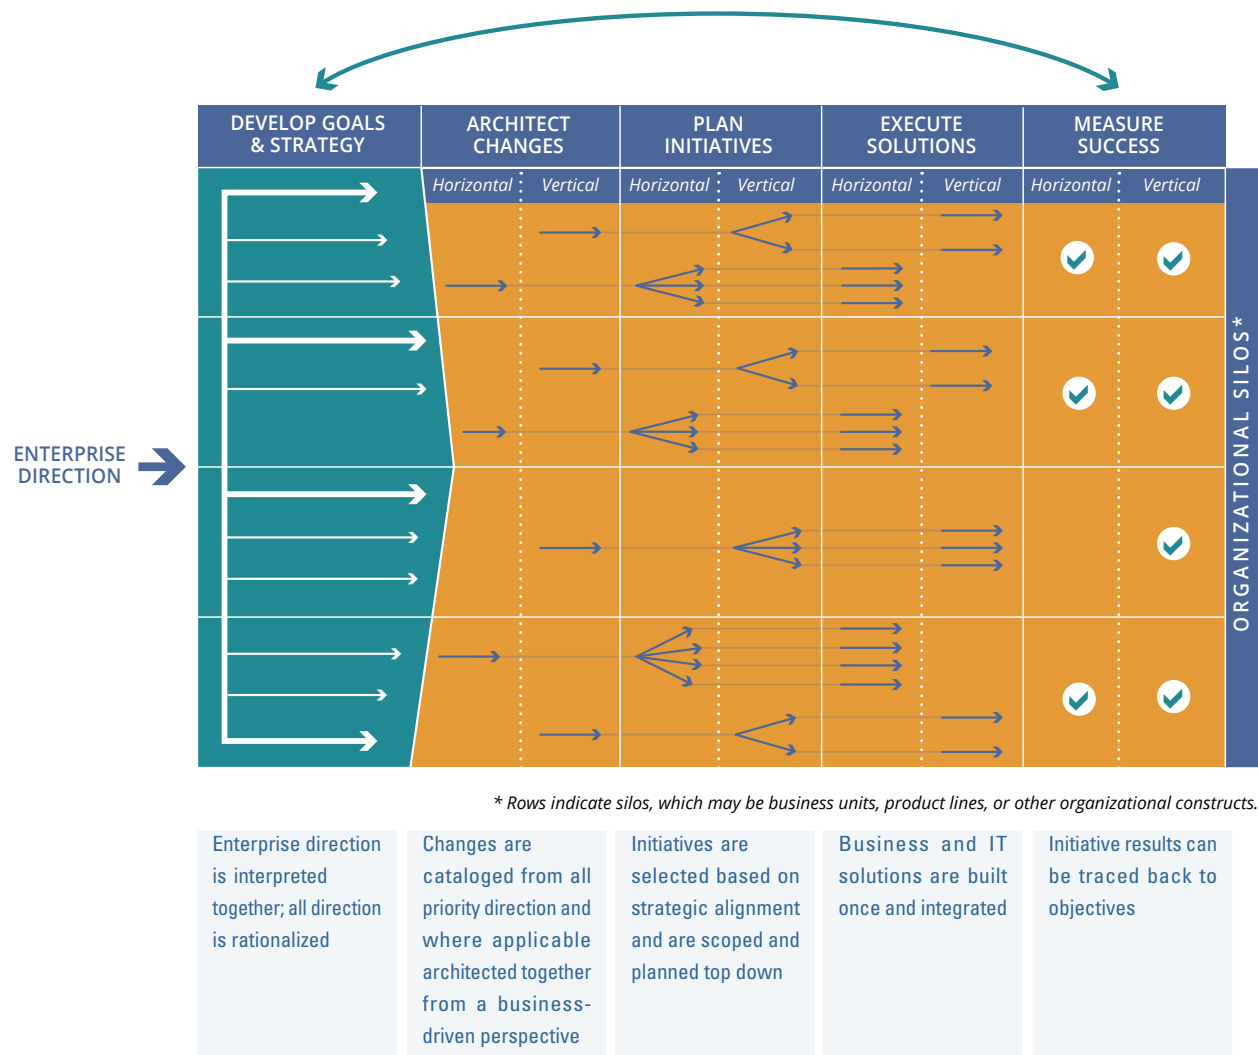 DEVELOP GOALS
& STRATEGY
ARCHITECT
CHANGES
PLAN
INITIATIVES
EXECUTE
SOLUTIONS
MEASURE
SUCCESS
Horizontal
Vertical
Horizontal
Vertical
Horizontal
Vertical
Horizontal
Vertical
ENTERPRISE
DIRECTION
ORGANIZATIONAL SILOS*
* Rows indicate silos, which may be business units, product lines, or other organizational constructs.
Enterprise direction
is interpreted
together; all direction
is rationalized
Changes are
cataloged from all
priority direction and
where applicable
architected together
from a business-
driven perspective
Initiatives are
selected based on
strategic alignment
and are scoped and
planned top down
Business and IT
solutions are built
once and integrated
Initiative results can
be traced back to
objectives